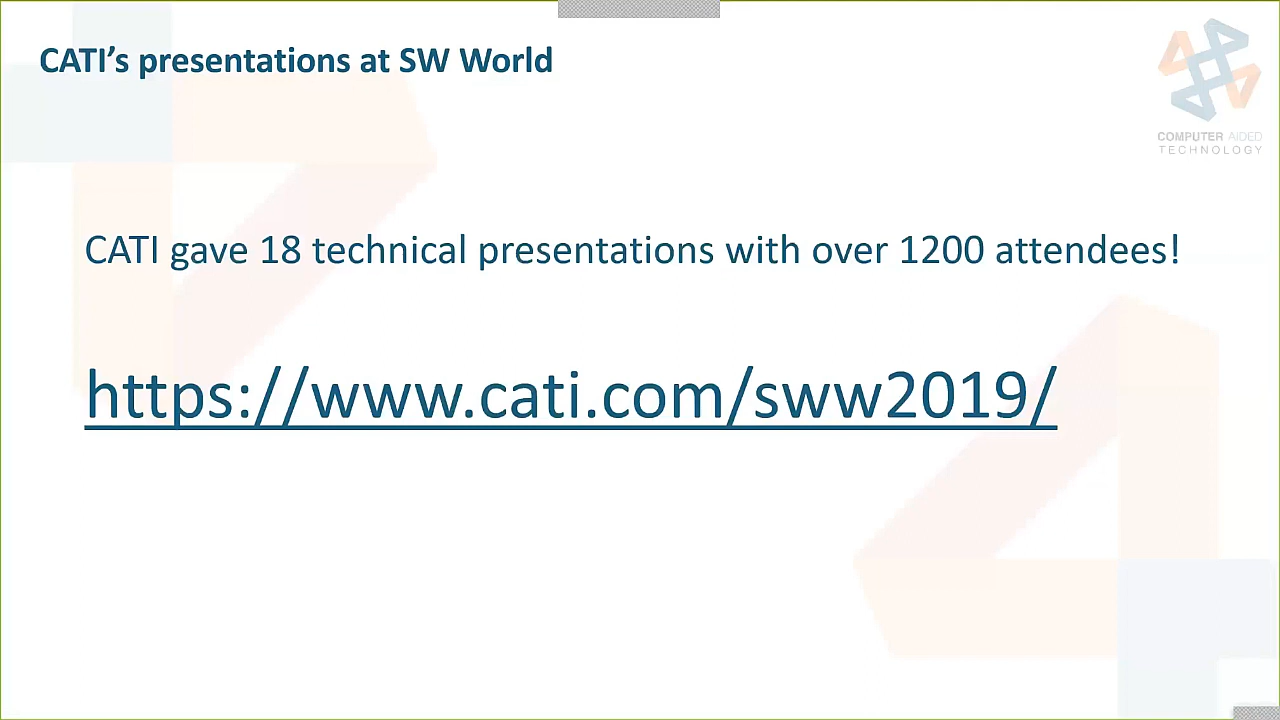 CATI’s presentations at SW World
COMPUTER AIDED
TECHNOLOGY
CATI gave 18 technical presentations with over 1200 attendees!
https://www.cati.com/sww2019/